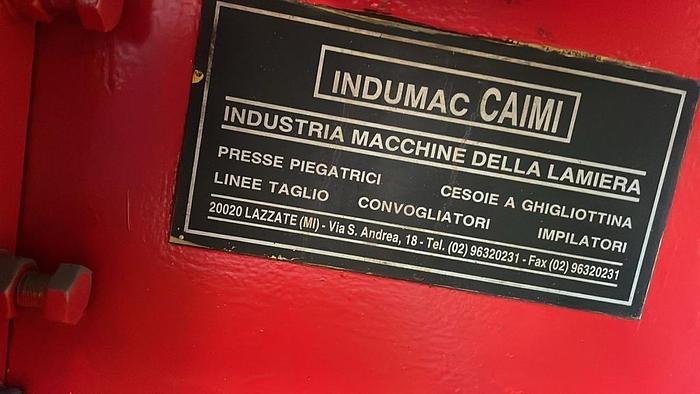 INDUMAC CAIMI
INDUSTRIA MACCHINE DELLA LAMIERA
PRESSE PIEGATRICI CESOIE A GHIGLIOTTINA
LINEE TAGLIO CONVOGLIATORI IMPILATORI
20020 LAZZATE (MI) - Via S. Andrea, 18 - Tel. (02) 96320231 - Fax (02) 96320231